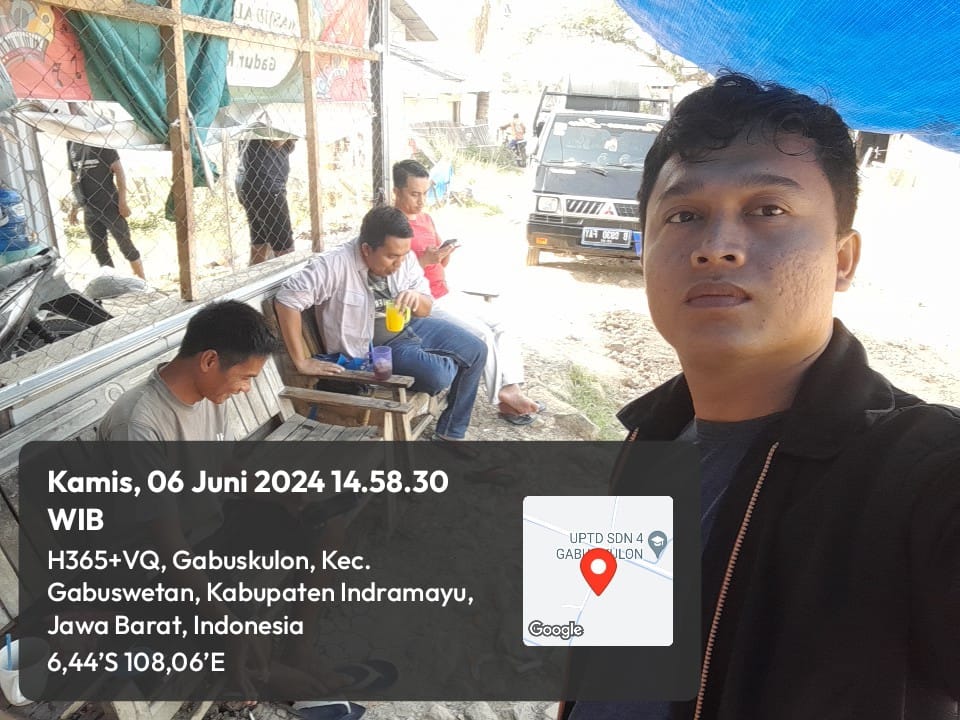 Gadur
Kamis, 06 Juni 2024 14.58.30
WIB
H365+VQ, Gabuskulon, Kec.
Gabuswetan, Kabupaten Indramayu,
Jawa Barat, Indonesia
6,44’S 108,06’E
UPTD SDN 4
Google